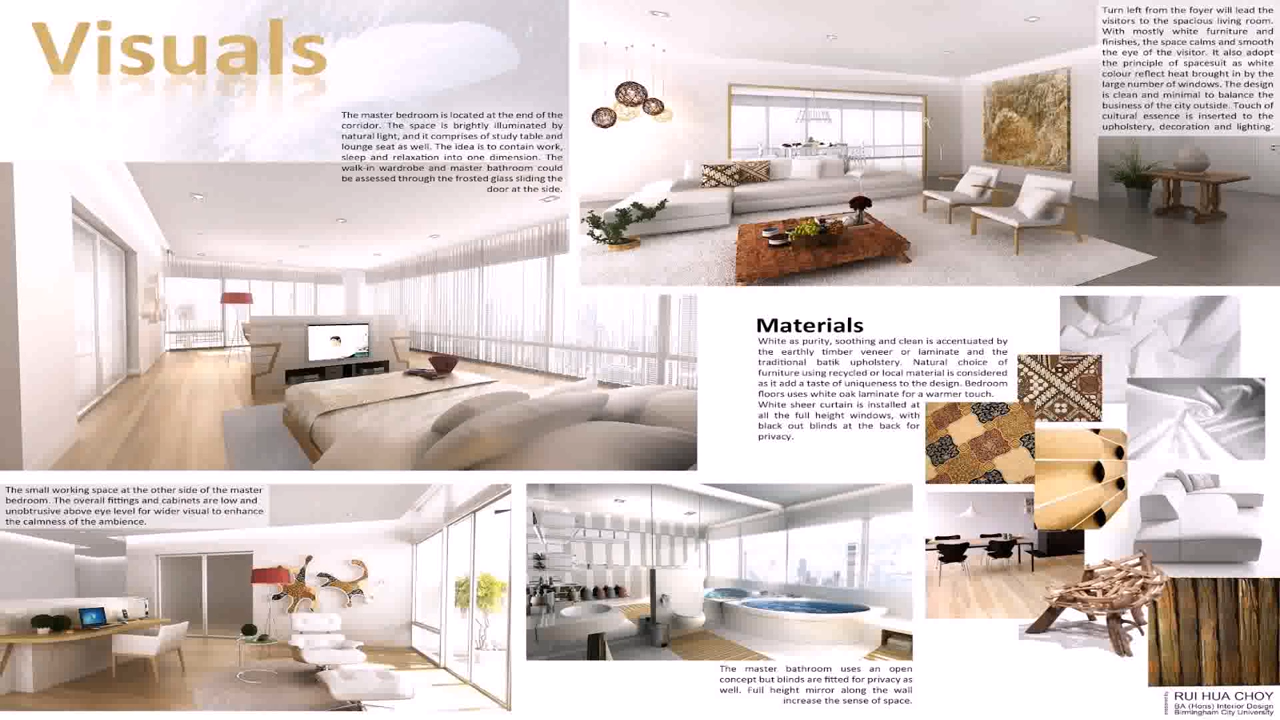 Visuals
The master bedroom is located at the end of the
corridor. The space is brightly illuminated by
natural light, and it comprises of study table and
lounge seat as well. The idea is to contain work,
sleep and relaxation into one dimension. The
walk-in wardrobe and master bathroom could
be assessed through the frosted glass sliding the
door at the side.
Turn left from the foyer will lead the
visitors to the spacious living room.
With mostly white furniture and
finishes, the space calms and smooth
the eye of the visitor. It also adopt
the principle of spacesuit as white
colour reflect heat brought in by the
large number of windows. The design
is clean and minimal to balance the
business of the city outside. Touch of
cultural essence is inserted to the
upholstery, decoration and lighting.
Materials
White as purity, soothing and clean is accentuated by
the earthly timber veneer or laminate and the
traditional batik upholstery. Natural choice of
furniture using recycled or local material is considered
as it add a taste of uniqueness to the design. Bedroom
floors uses white oak laminate for a warmer touch.
White sheer curtain is installed at
all the full height windows, with
black out blinds at the back for
privacy.
The small working space at the other side of the master
bedroom. The overall fittings and cabinets are low and
unobtrusive above eye level for wider visual to enhance
the calmness of the ambience.
The master bathroom uses an open
concept but blinds are fitted for privacy as
well. Full height mirror along the wall
increase the sense of space.
RUI HUA CHOY
BA (Hons) Interior Design
Birmingham City University